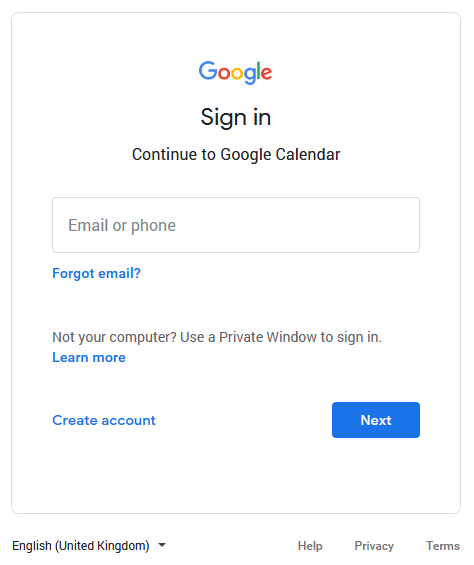 Google
Sign in
Continue to Google Calendar
Email or phone
Forgot email?
Not your computer? Use a Private Window to sign in.
Learn more
Create account
Next
English (United Kingdom)
Help
Privacy
Terms